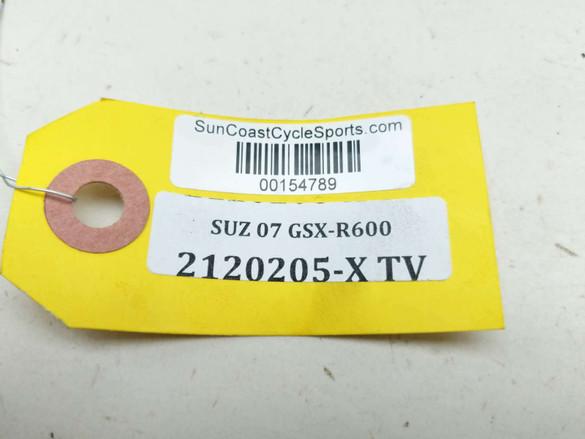 SunCoastCycleSports.com
00154789
SUZ 07 GSX-R600
2120205-X TV